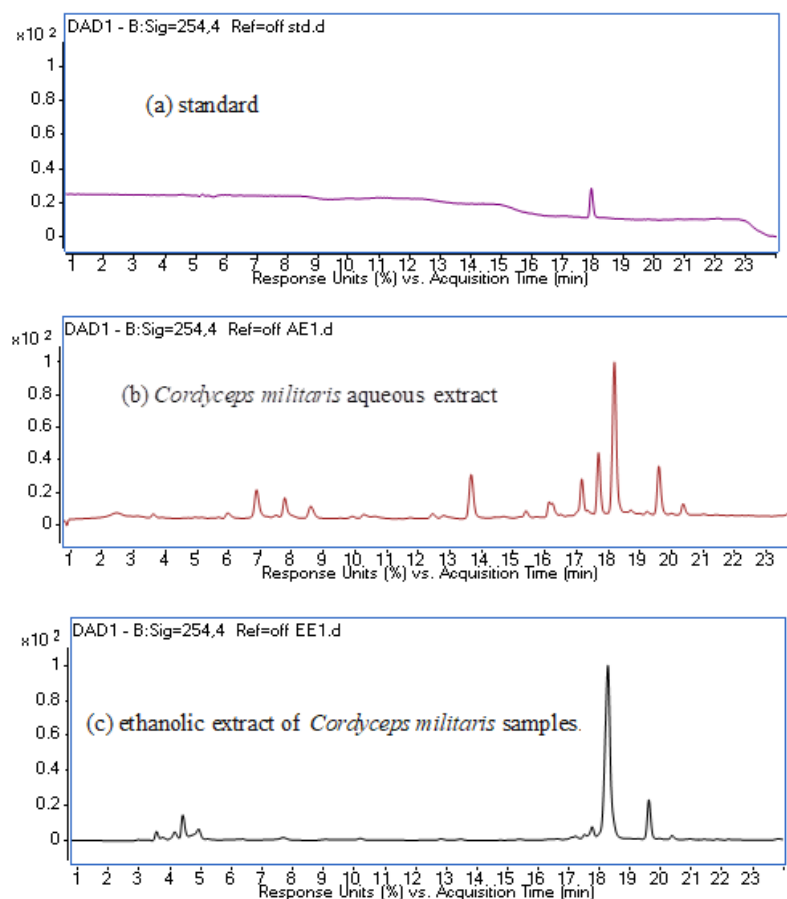 DAD1 - B:Sig=254,4 Ref=off std.d
×10 2
1
0.8
0.6
0.4
0.2
0
(a) standard
1 2 3 4 5 6 7 8 9 10 11 12 13 14 15 16 17 18 19 20 21 22 23
Response Units (%) vs. Acquisition Time (min)
DAD1 - B:Sig=254,4 Ref=off AE1.d
×10 2
1
0.8
0.6
0.4
0.2
0
(b) Cordyceps militaris aqueous extract
1 2 3 4 5 6 7 8 9 10 11 12 13 14 15 16 17 18 19 20 21 22 23
Response Units (%) vs. Acquisition Time (min)
DAD1 - B:Sig=254,4 Ref=off EE1.d
×10 2
1
0.8
0.6
0.4
0.2
0
(c) ethanolic extract of Cordyceps militaris samples.
1 2 3 4 5 6 7 8 9 10 11 12 13 14 15 16 17 18 19 20 21 22 23
Response Units (%) vs. Acquisition Time (min)